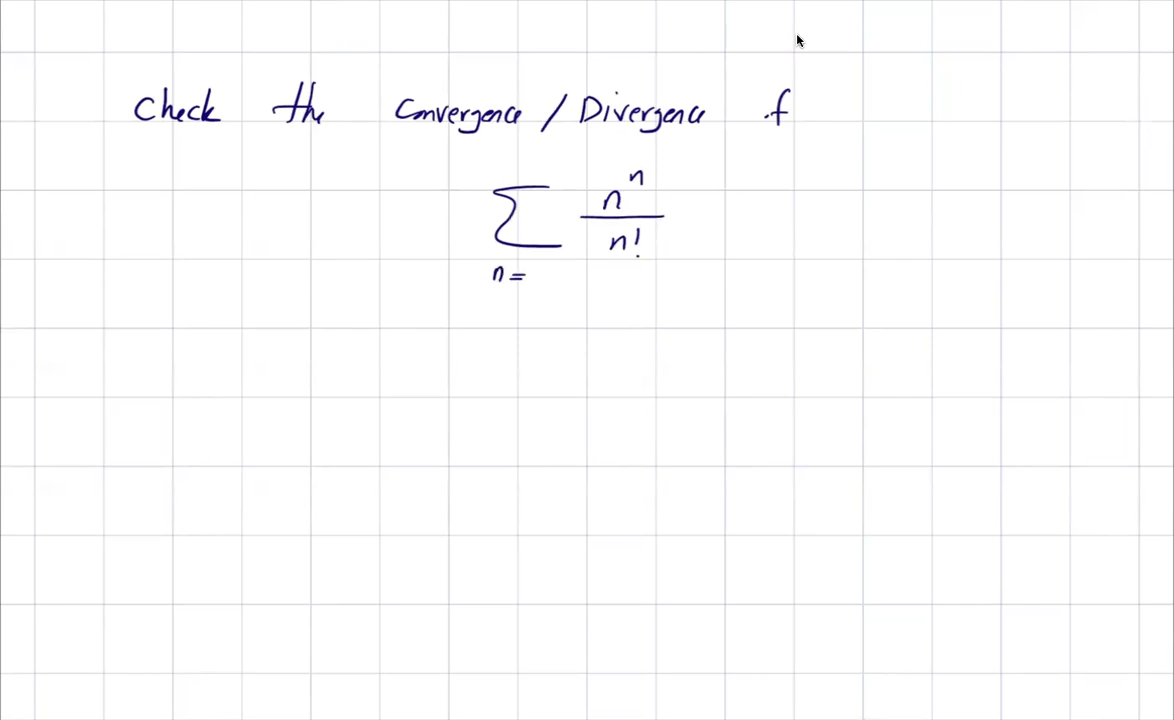 Check the Convergence / Divergence of
∑ n^n / n!
n =